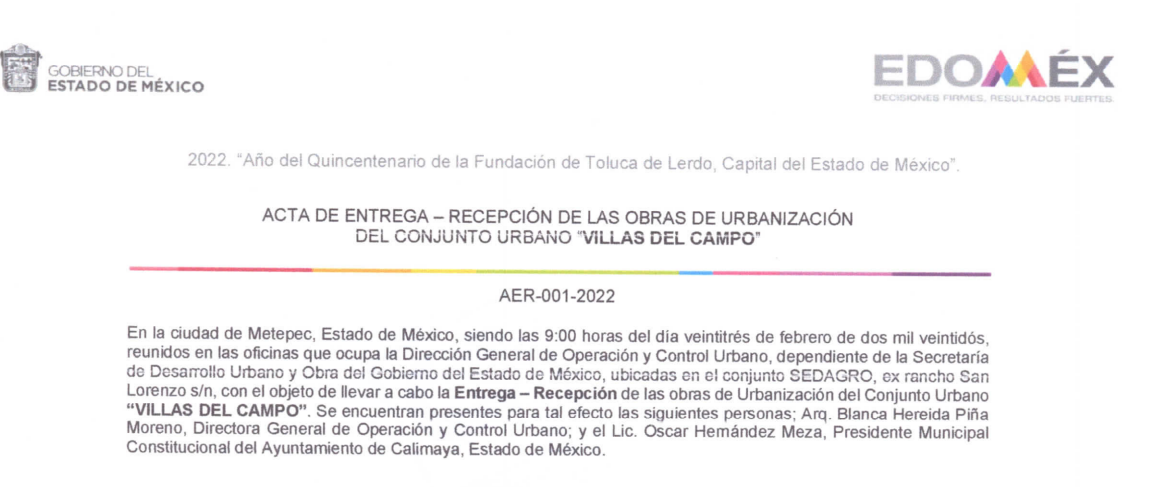 GOBIERNO DEL
ESTADO DE MÉXICO
EDOMÉX
DECISIONES FIRMES, RESULTADOS FUERTES.
2022. “Año del Quincentenario de la Fundación de Toluca de Lerdo, Capital del Estado de México”.
ACTA DE ENTREGA – RECEPCIÓN DE LAS OBRAS DE URBANIZACIÓN
DEL CONJUNTO URBANO “VILLAS DEL CAMPO”
AER-001-2022
En la ciudad de Metepec, Estado de México, siendo las 9:00 horas del día veintitrés de febrero de dos mil veintidós,
reunidos en las oficinas que ocupa la Dirección General de Operación y Control Urbano, dependiente de la Secretaría
de Desarrollo Urbano y Obra del Gobierno del Estado de México, ubicadas en el conjunto SEDAGRO, ex rancho San
Lorenzo s/n, con el objeto de llevar a cabo la Entrega – Recepción de las obras de Urbanización del Conjunto Urbano
“VILLAS DEL CAMPO”. Se encuentran presentes para tal efecto las siguientes personas; Arq. Blanca Hereida Piña
Moreno, Directora General de Operación y Control Urbano; y el Lic. Oscar Hernández Meza, Presidente Municipal
Constitucional del Ayuntamiento de Calimaya, Estado de México.